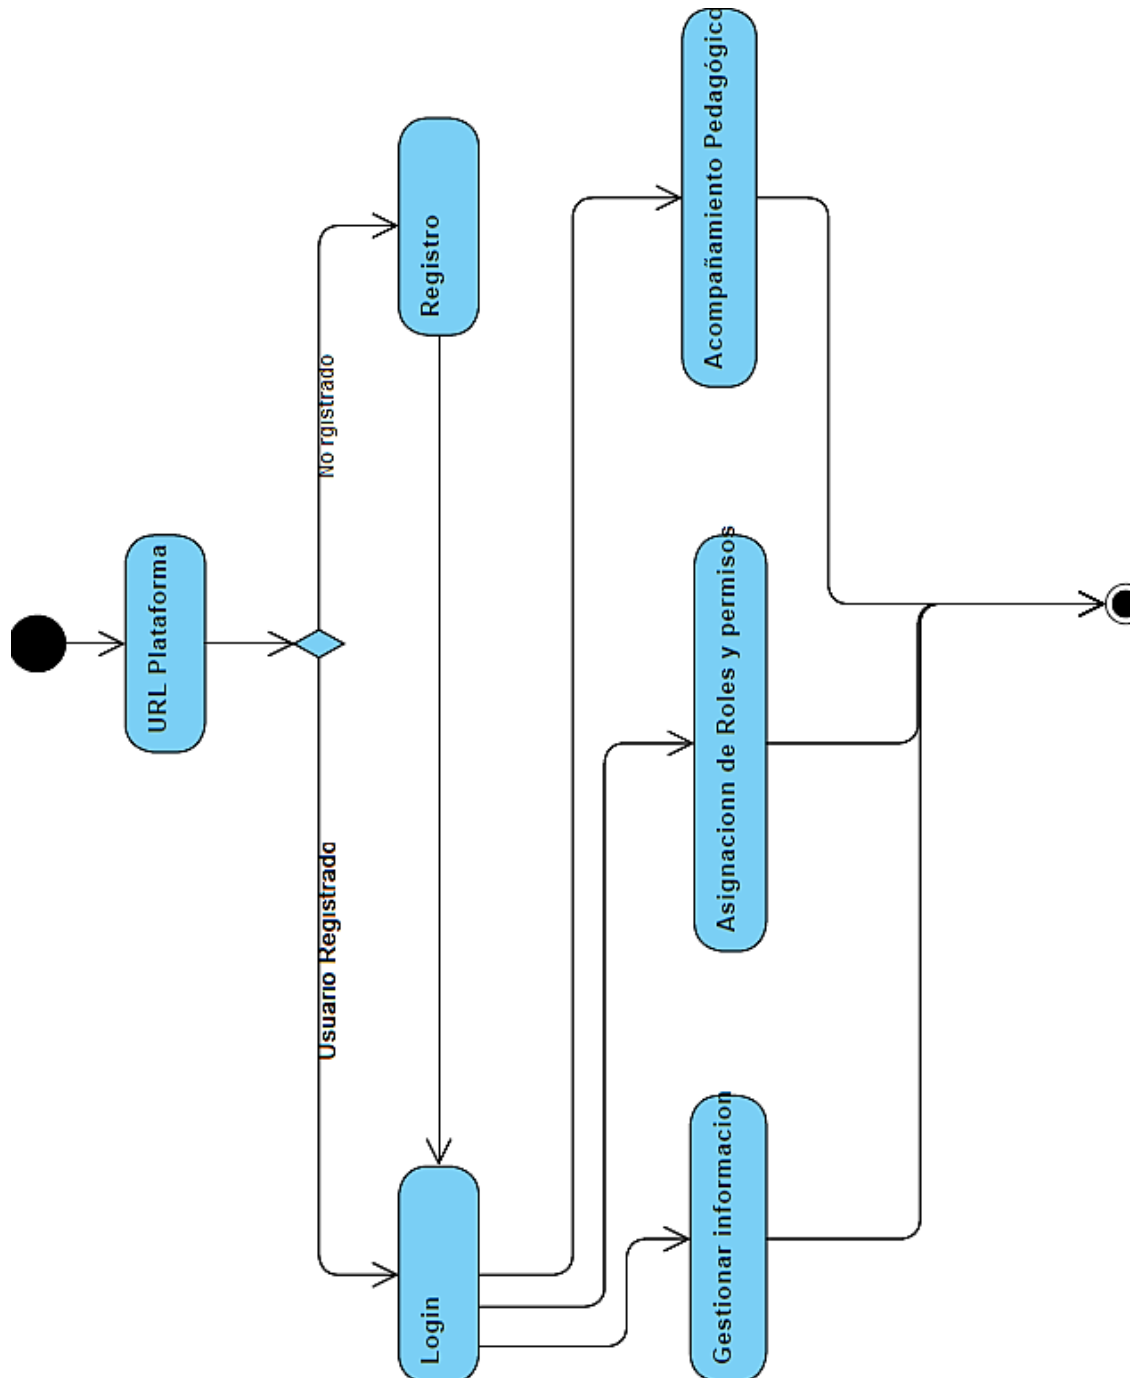 URL Plataforma
Usuario Registrado
No rgistrado
Login
Registro
Gestionar informacion
Asignacionn de Roles y permisos
Acompañamiento Pedagógico